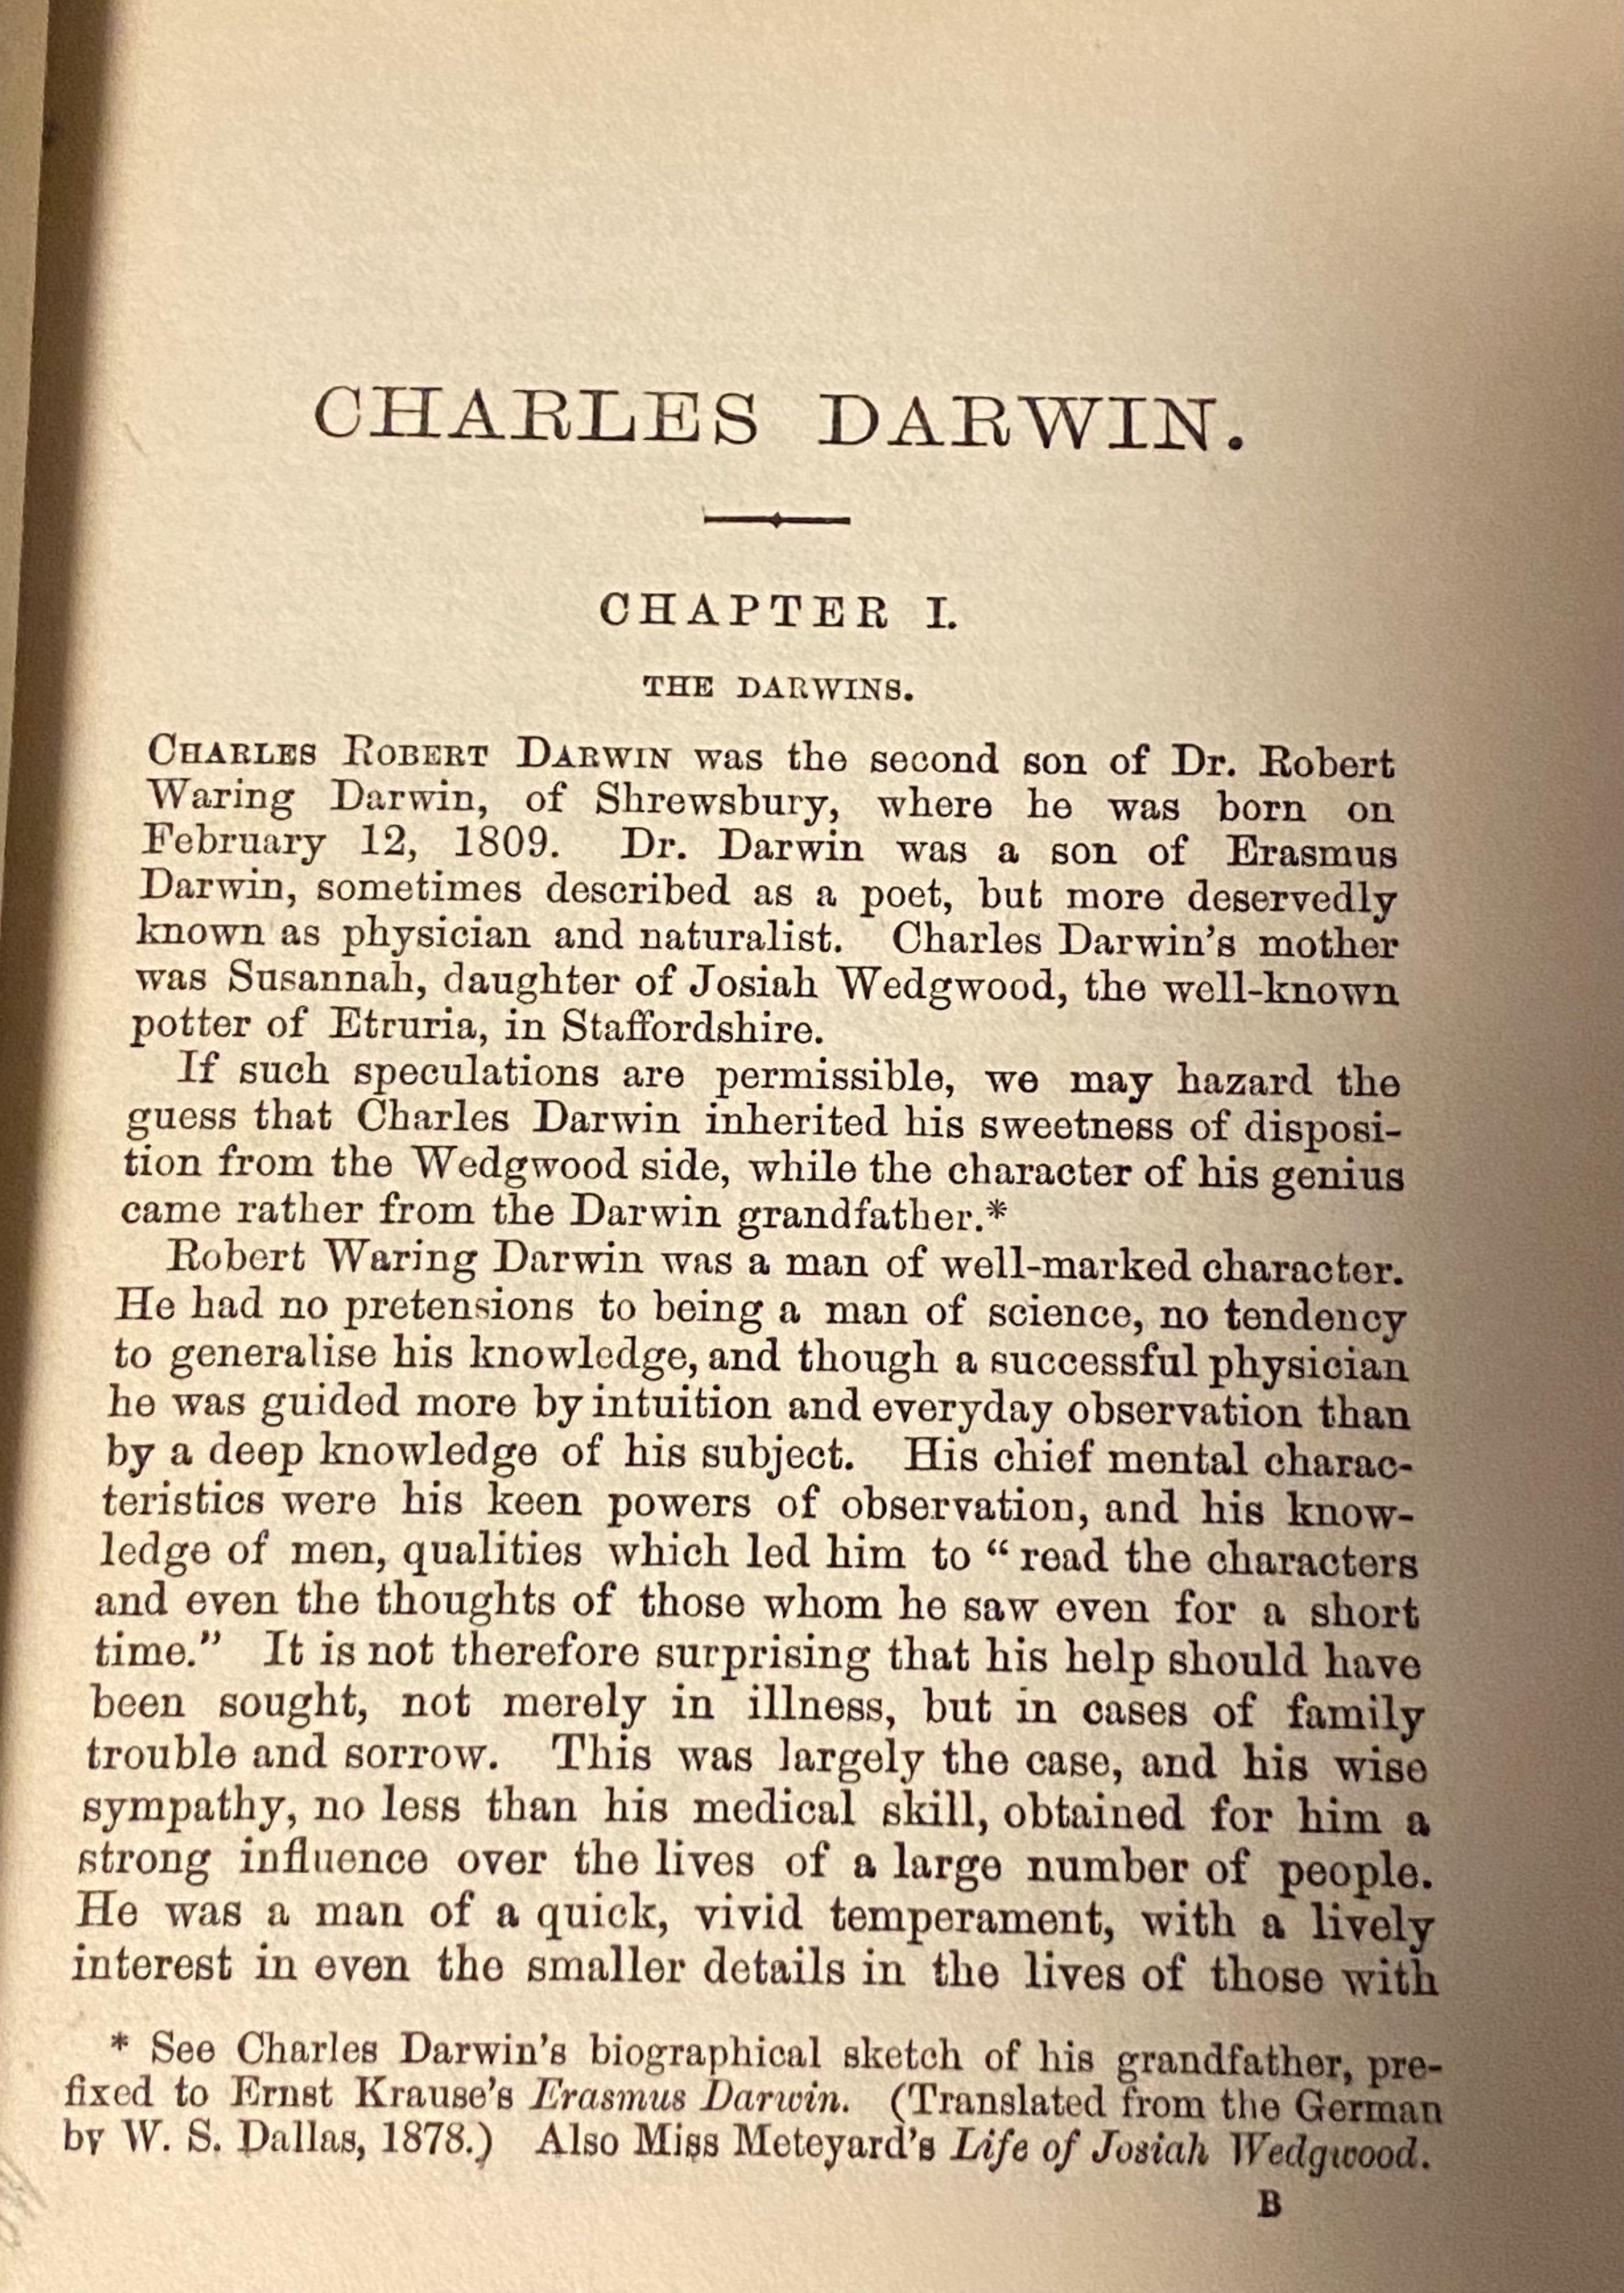 CHARLES DARWIN.
CHAPTER I.
THE DARWINS.
CHARLES ROBERT DARWIN was the second son of Dr. Robert
Waring Darwin, of Shrewsbury, where he was born on
February 12, 1809. Dr. Darwin was a son of Erasmus
Darwin, sometimes described as a poet, but more deservedly
known as physician and naturalist. Charles Darwin's mother
was Susannah, daughter of Josiah Wedgwood, the well-known
potter of Etruria, in Staffordshire.
If such speculations are permissible, we may hazard the
guess that Charles Darwin inherited his sweetness of disposi-
tion from the Wedgwood side, while the character of his genius
came rather from the Darwin grandfather.*
Robert Waring Darwin was a man of well-marked character.
He had no pretensions to being a man of science, no tendency
to generalise his knowledge, and though a successful physician
he was guided more by intuition and everyday observation than
by a deep knowledge of his subject. His chief mental charac-
teristics were his keen powers of observation, and his know-
ledge of men, qualities which led him to “read the characters
and even the thoughts of those whom he saw even for a short
time.” It is not therefore surprising that his help should have
been sought, not merely in illness, but in cases of family
trouble and sorrow. This was largely the case, and his wise
sympathy, no less than his medical skill, obtained for him a
strong influence over the lives of a large number of people.
He was a man of a quick, vivid temperament, with a lively
interest in even the smaller details in the lives of those with
* See Charles Darwin's biographical sketch of his grandfather, pre-
fixed to Ernst Krause's Erasmus Darwin. (Translated from the German
by W. S. Dallas, 1878.) Also Miss Meteyard's Life of Josiah Wedgwood.
B